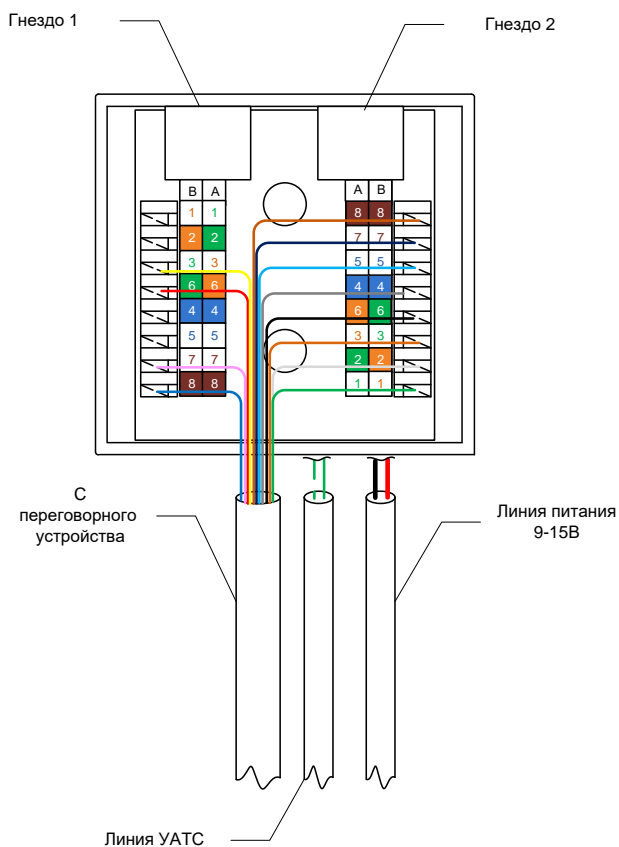 Гнездо 1
Гнездо 2
B A
1 1
2 2
3 3
6 6
4 4
5 5
7 7
8 8
A B
8 8
7 7
5 5
4 4
6 6
3 3
2 2
1 1
С
переговорного
устройства
Линия питания
9-15В
Линия УАТС